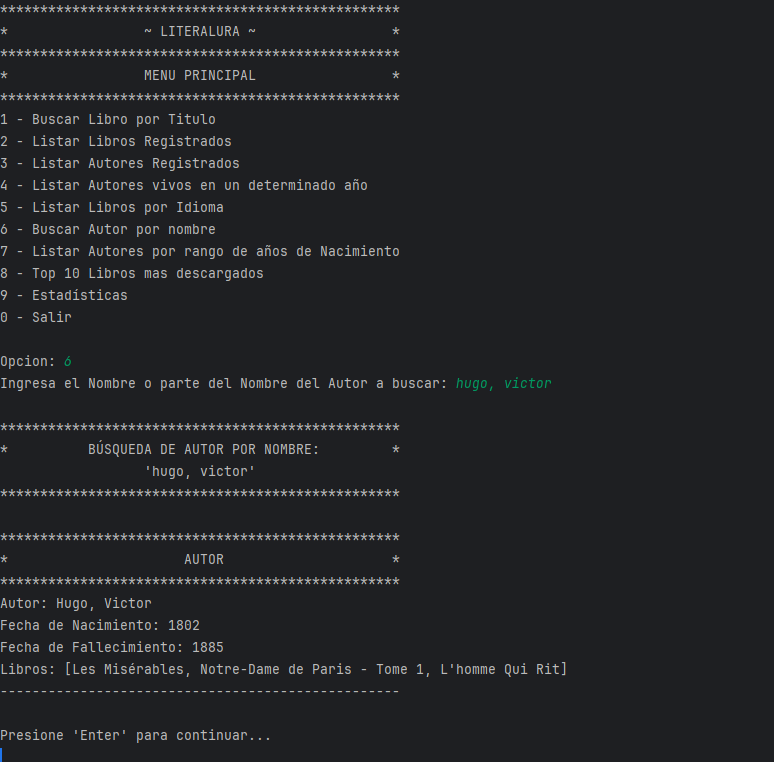 **************************************************
*                 ~ LITERALURA ~                 *
**************************************************
*                 MENU PRINCIPAL                 *
**************************************************
1 - Buscar Libro por Titulo
2 - Listar Libros Registrados
3 - Listar Autores Registrados
4 - Listar Autores vivos en un determinado año
5 - Listar Libros por Idioma
6 - Buscar Autor por nombre
7 - Listar Autores por rango de años de Nacimiento
8 - Top 10 Libros mas descargados
9 - Estadísticas
0 - Salir
Opcion: 6
Ingresa el Nombre o parte del Nombre del Autor a buscar: hugo, victor
**************************************************
*          BÚSQUEDA DE AUTOR POR NOMBRE:         *
                  'hugo, victor'
**************************************************
**************************************************
*                      AUTOR                     *
**************************************************
Autor: Hugo, Victor
Fecha de Nacimiento: 1802
Fecha de Fallecimiento: 1885
Libros: [Les Misérables, Notre-Dame de Paris - Tome 1, L'homme Qui Rit]
--------------------------------------------------
Presione 'Enter' para continuar...